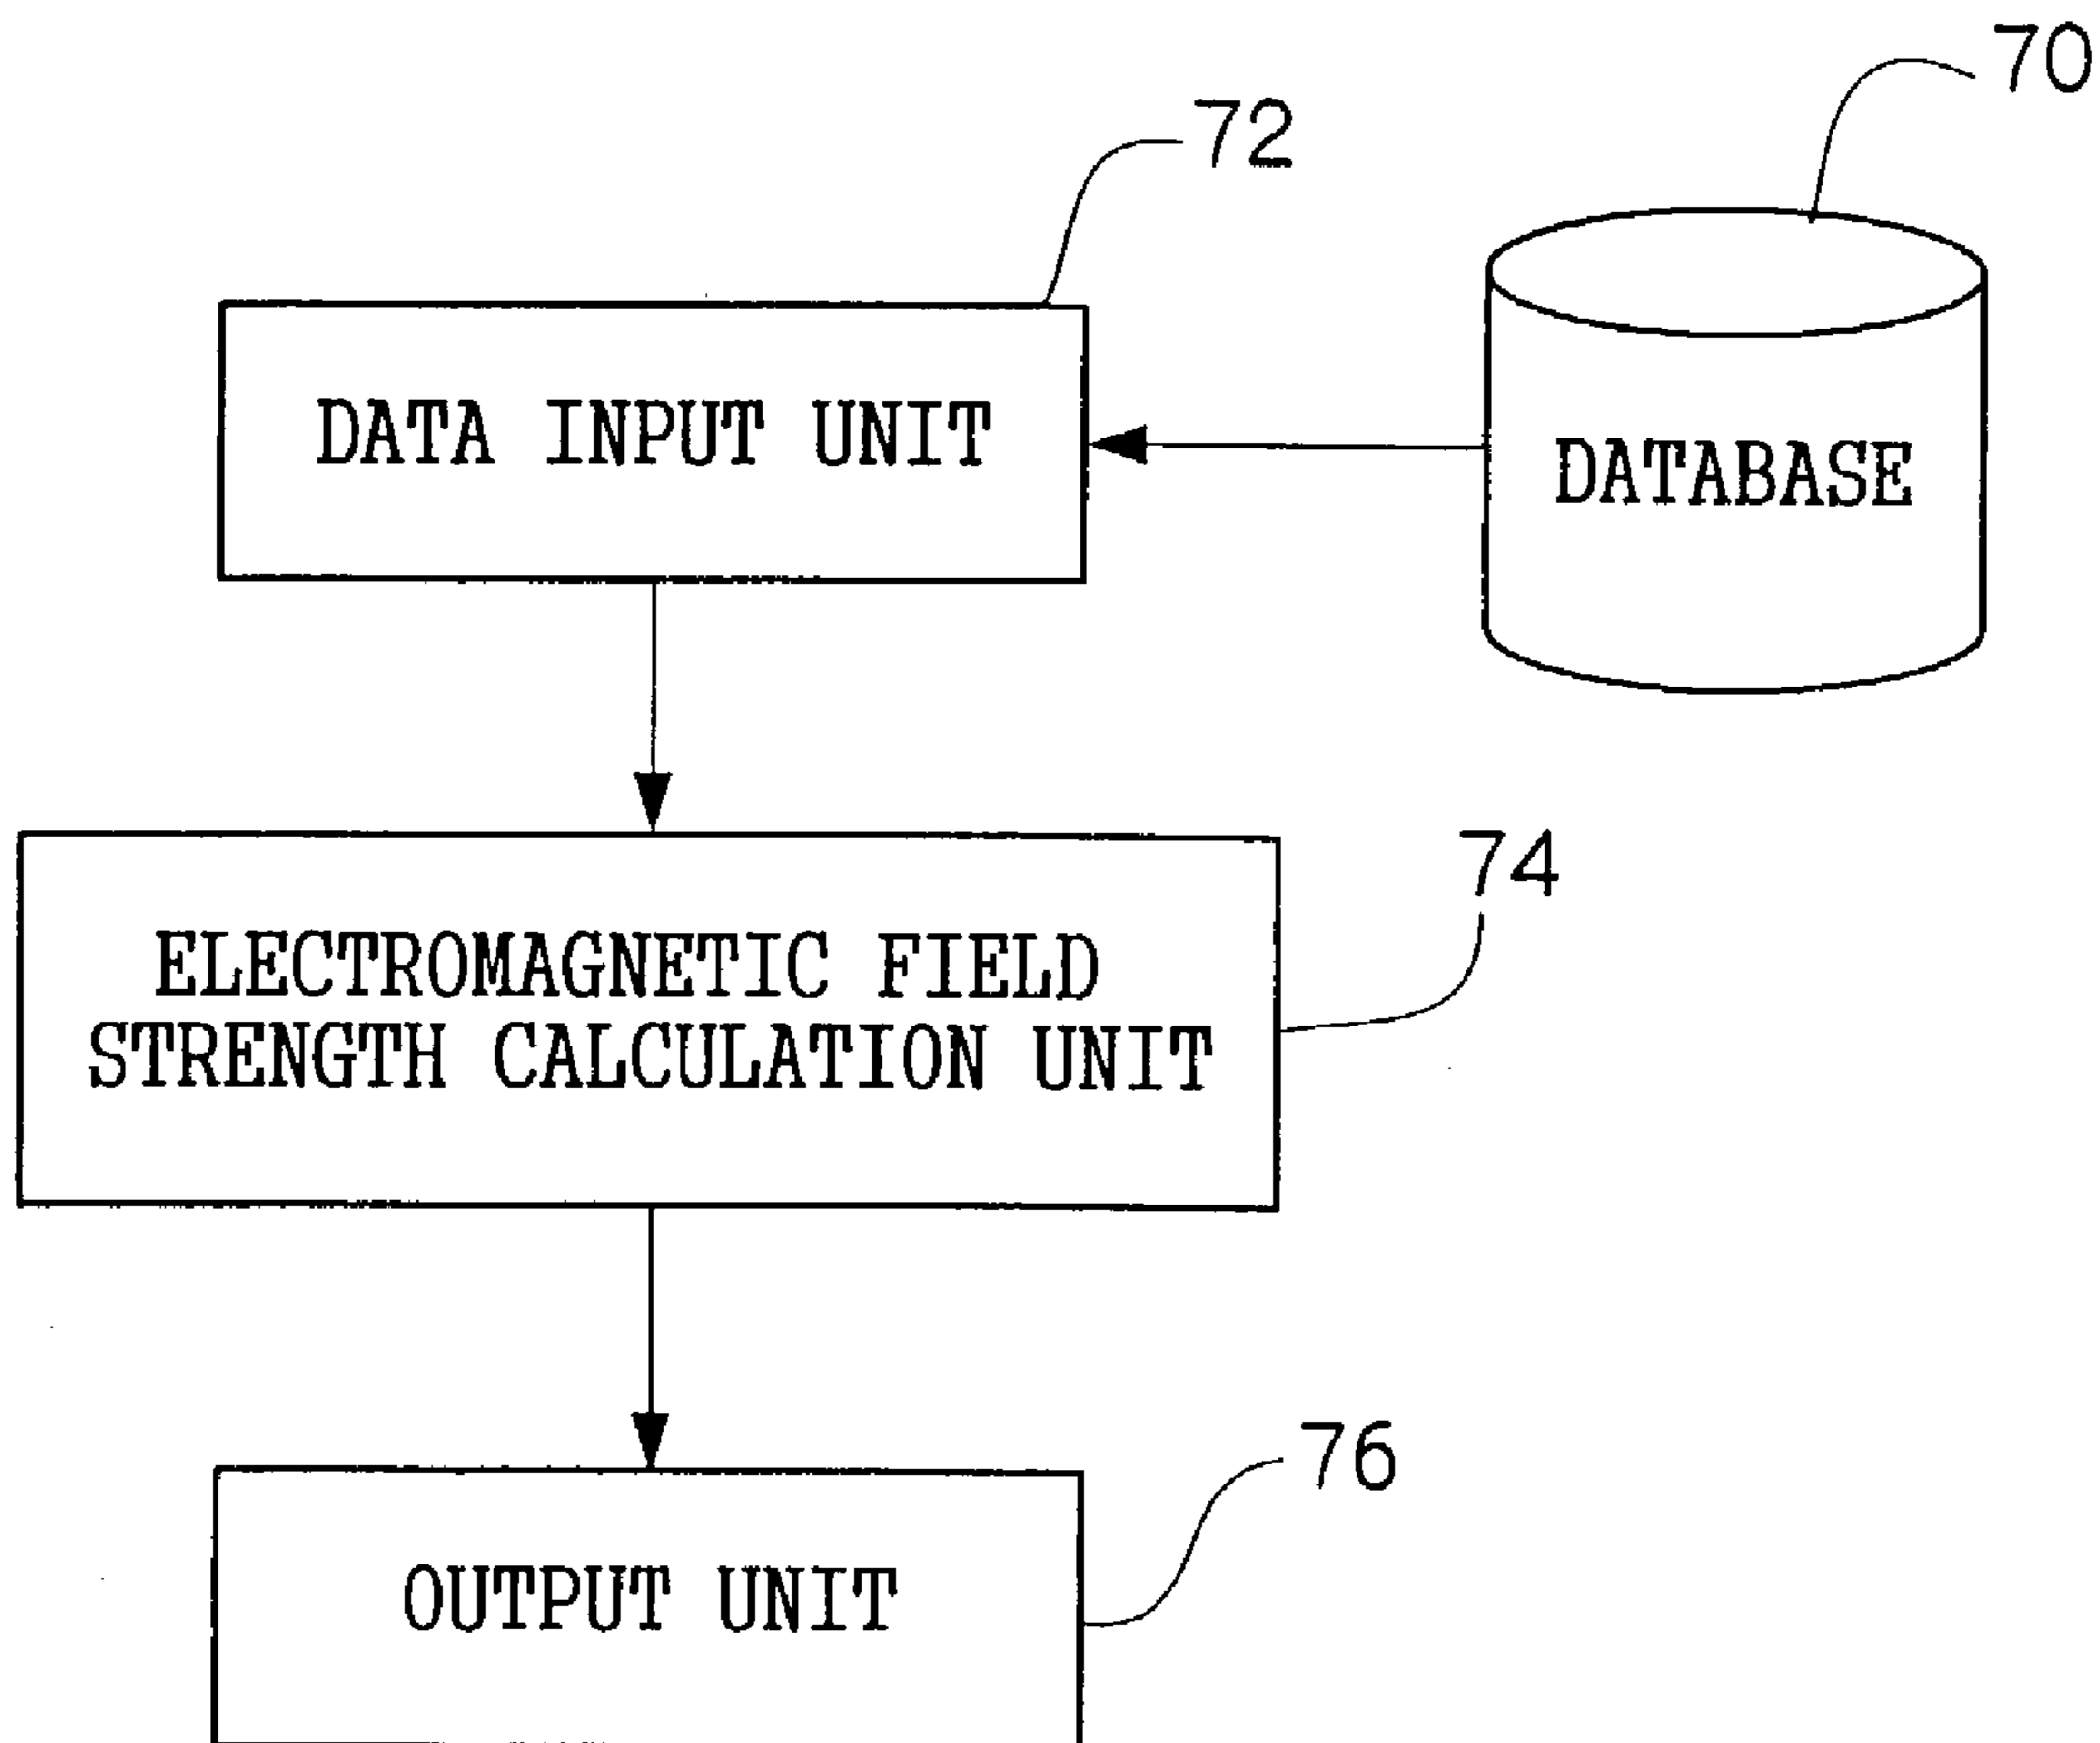 70
72
DATA INPUT UNIT
DATABASE
74
ELECTROMAGNETIC FIELD
STRENGTH CALCULATION UNIT
76
OUTPUT UNIT